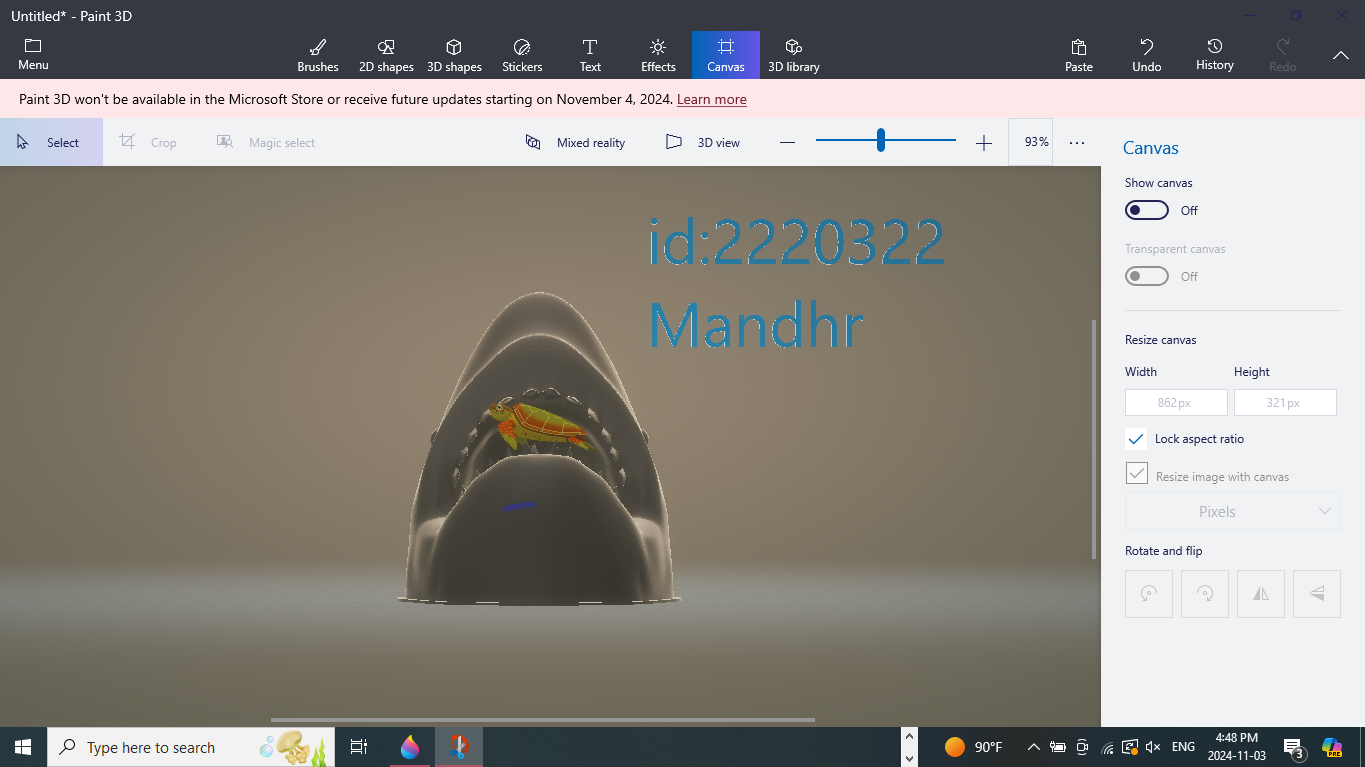 Untitled* - Paint 3D
Menu
Brushes
2D shapes
3D shapes
Stickers
Text
Effects
Canvas
3D library
Paste
Undo
History
Redo
Paint 3D won't be available in the Microsoft Store or receive future updates starting on November 4, 2024. Learn more
Select
Crop
Magic select
Mixed reality
3D view
93%
id:2220322
Mandhr
Canvas
Show canvas
Off
Transparent canvas
Off
Resize canvas
Width Height
862px 321px
Lock aspect ratio
Resize image with canvas
Pixels
Rotate and flip
Type here to search
90°F
ENG
4:48 PM
2024-11-03
3
PRE